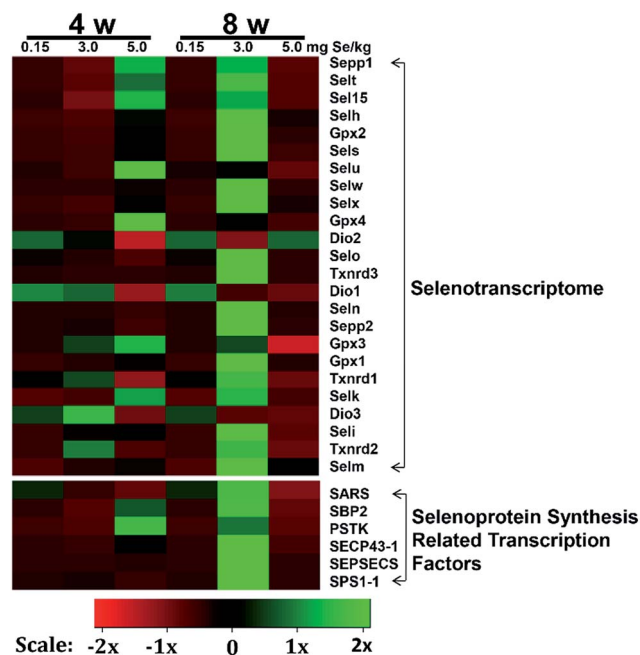 4 w 8 w
0.15 3.0 5.0 0.15 3.0 5.0 mg Se/kg
Sepp1
Selt
Sel15
Selh
Gpx2
Sels
Selu
Selw
Selx
Gpx4
Dio2
Selo
Txnrd3
Dio1
Seln
Sepp2
Gpx3
Gpx1
Txnrd1
Selk
Dio3
Seli
Txnrd2
Selm
Selenotranscriptome
SARS
SBP2
PSTK
SECP43-1
SEPSECS
SPS1-1
Selenoprotein Synthesis
Related Transcription
Factors
Scale: -2x -1x 0 1x 2x